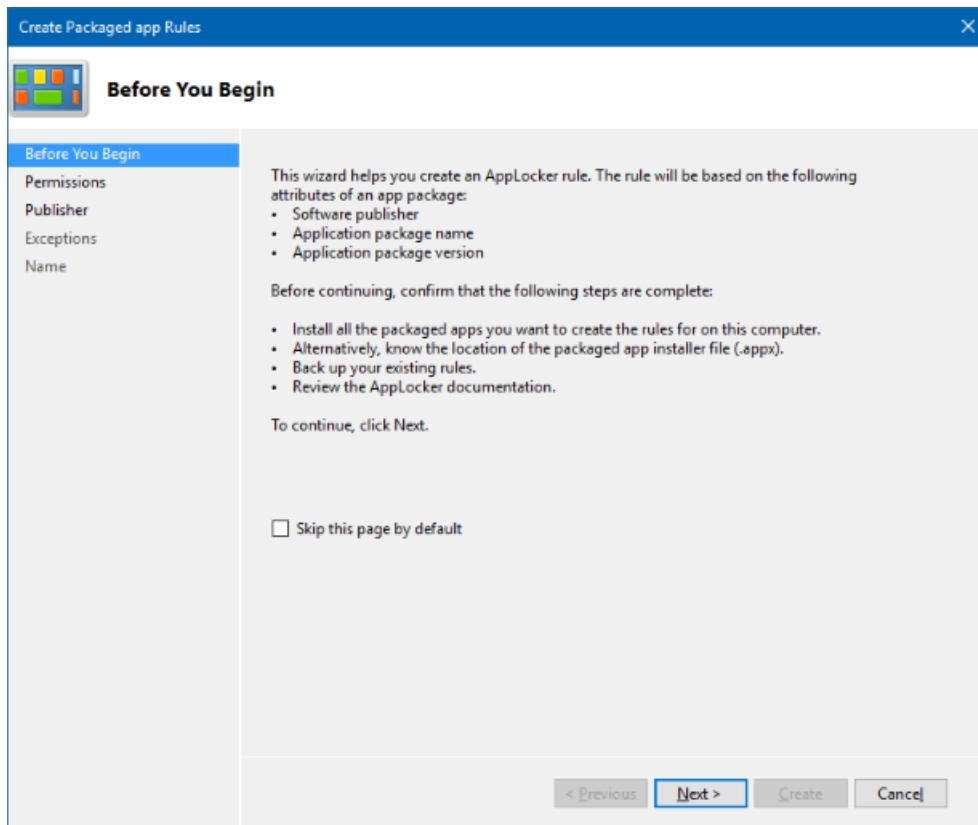 Create Packaged app Rules
Before You Begin
Before You Begin
Permissions
Publisher
Exceptions
Name
This wizard helps you create an AppLocker rule. The rule will be based on the following
attributes of an app package:
• Software publisher
• Application package name
• Application package version
Before continuing, confirm that the following steps are complete:
• Install all the packaged apps you want to create the rules for on this computer.
• Alternatively, know the location of the packaged app installer file (.appx).
• Back up your existing rules.
• Review the AppLocker documentation.
To continue, click Next.
Skip this page by default
< Previous Next > Create Cancel